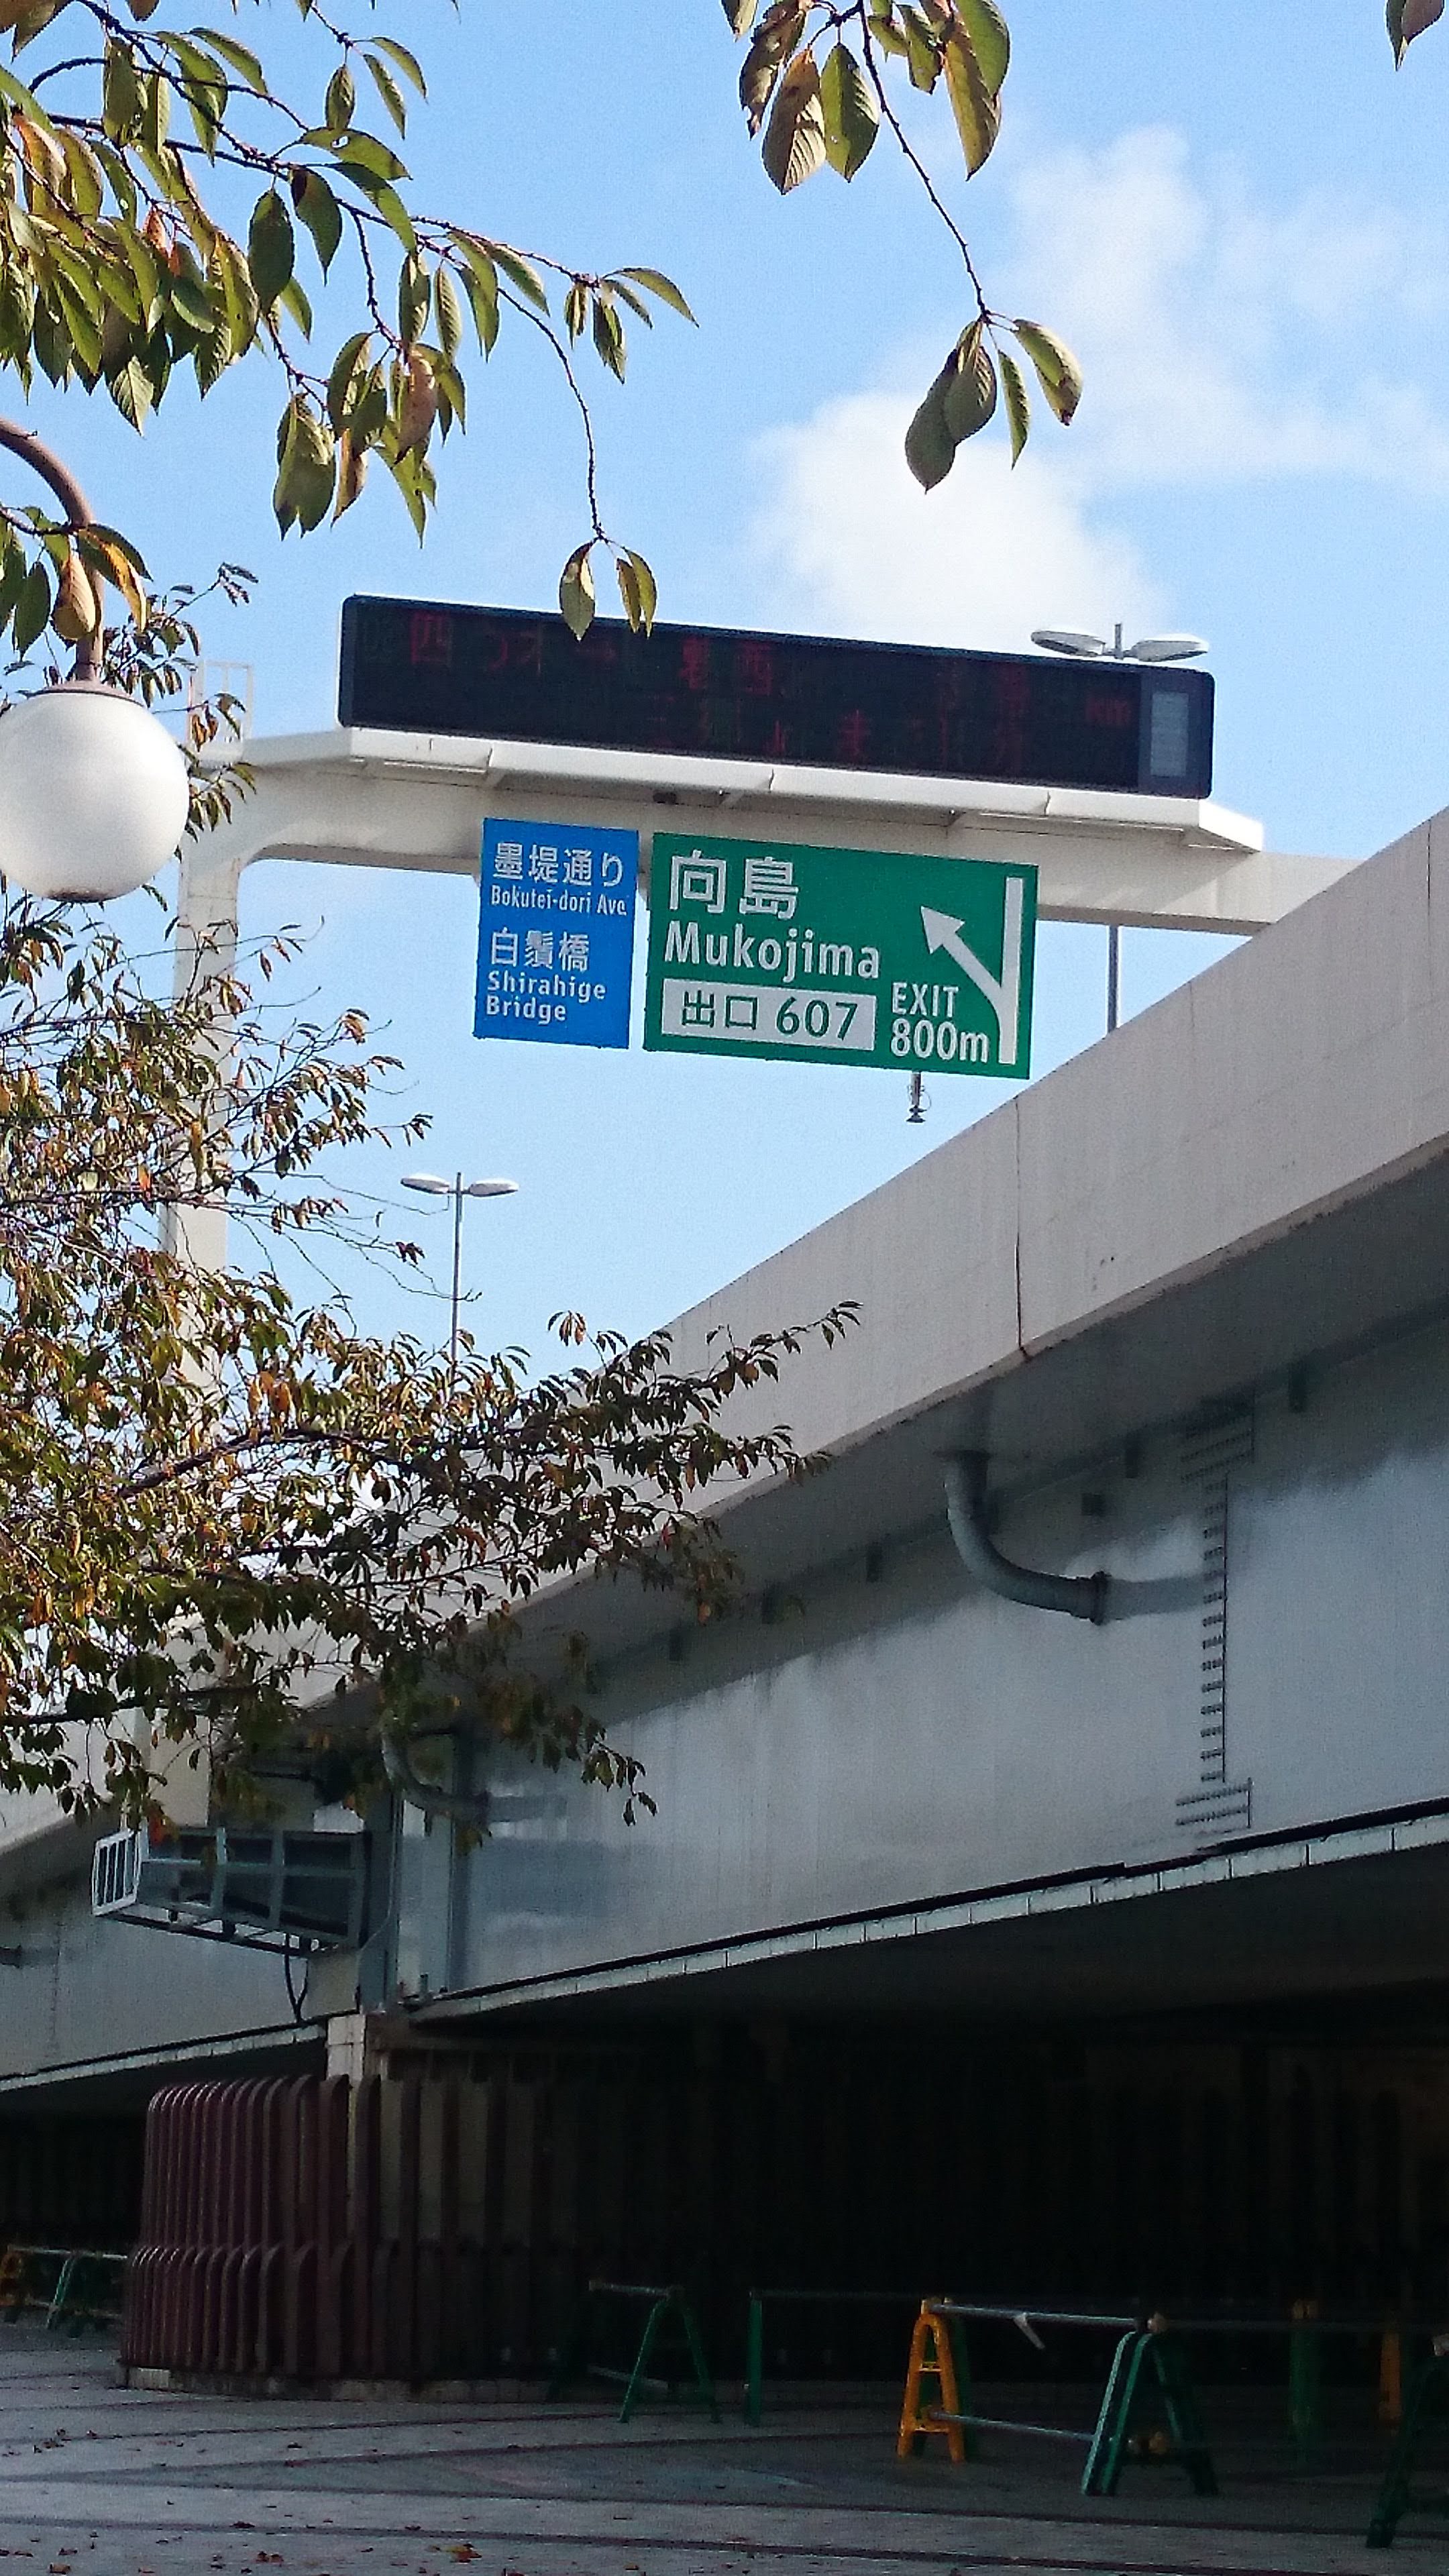 墨堤通り
Bokutei-dori Ave
白鬚橋
Shirahige
Bridge
向島
Mukojima
出口 607
EXIT
800m
km